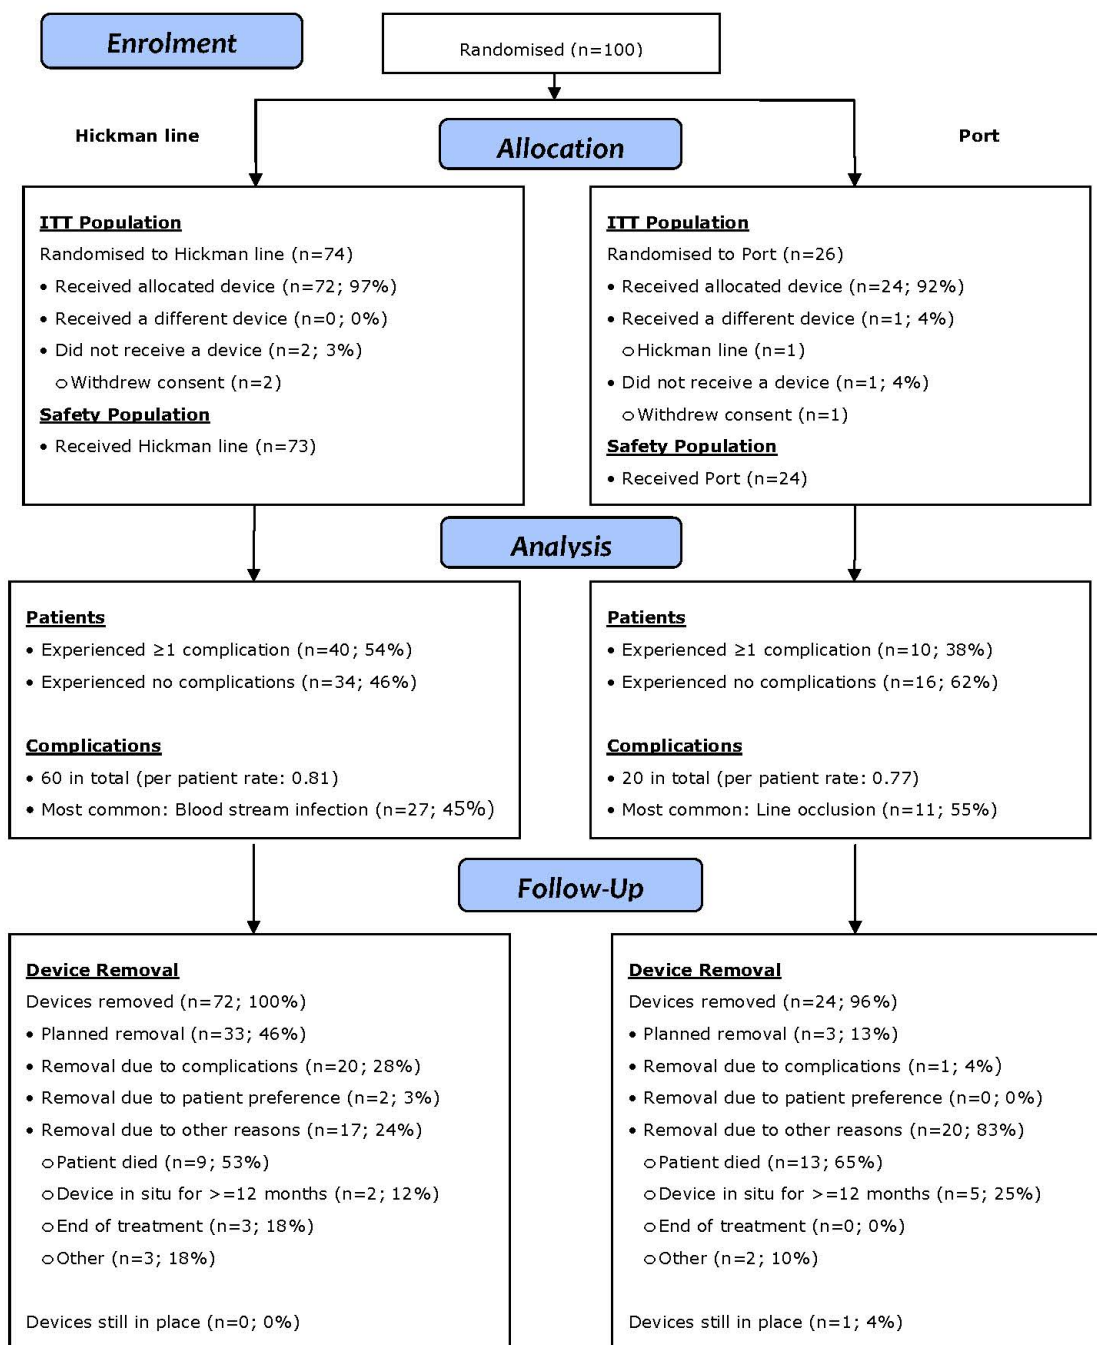 Enrolment
Randomised (n=100)
Hickman line
Allocation
Port
ITT Population
Randomised to Hickman line (n=74)
• Received allocated device (n=72; 97%)
• Received a different device (n=0; 0%)
• Did not receive a device (n=2; 3%)
o Withdrew consent (n=2)
Safety Population
• Received Hickman line (n=73)
ITT Population
Randomised to Port (n=26)
• Received allocated device (n=24; 92%)
• Received a different device (n=1; 4%)
o Hickman line (n=1)
• Did not receive a device (n=1; 4%)
o Withdrew consent (n=1)
Safety Population
• Received Port (n=24)
Analysis
Patients
• Experienced ≥1 complication (n=40; 54%)
• Experienced no complications (n=34; 46%)
Complications
• 60 in total (per patient rate: 0.81)
• Most common: Blood stream infection (n=27; 45%)
Patients
• Experienced ≥1 complication (n=10; 38%)
• Experienced no complications (n=16; 62%)
Complications
• 20 in total (per patient rate: 0.77)
• Most common: Line occlusion (n=11; 55%)
Follow-Up
Device Removal
Devices removed (n=72; 100%)
• Planned removal (n=33; 46%)
• Removal due to complications (n=20; 28%)
• Removal due to patient preference (n=2; 3%)
• Removal due to other reasons (n=17; 24%)
o Patient died (n=9; 53%)
o Device in situ for >=12 months (n=2; 12%)
o End of treatment (n=3; 18%)
o Other (n=3; 18%)
Devices still in place (n=0; 0%)
Device Removal
Devices removed (n=24; 96%)
• Planned removal (n=3; 13%)
• Removal due to complications (n=1; 4%)
• Removal due to patient preference (n=0; 0%)
• Removal due to other reasons (n=20; 83%)
o Patient died (n=13; 65%)
o Device in situ for >=12 months (n=5; 25%)
o End of treatment (n=0; 0%)
o Other (n=2; 10%)
Devices still in place (n=1; 4%)